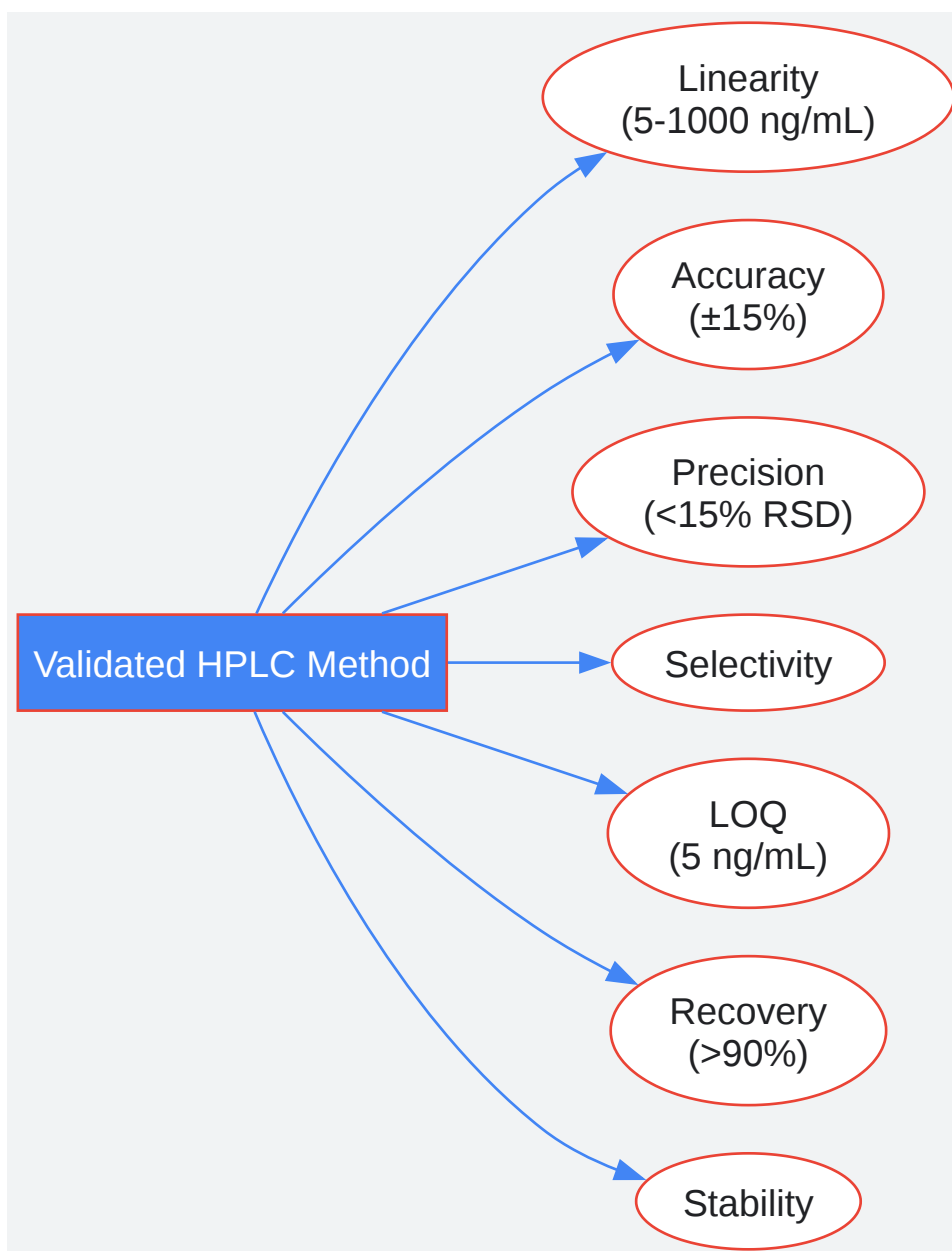 Linearity
(5-1000 ng/mL)
Accuracy
(±15%)
Precision
(<15% RSD)
Validated HPLC Method
Selectivity
LOQ
(5 ng/mL)
Recovery
(>90%)
Stability